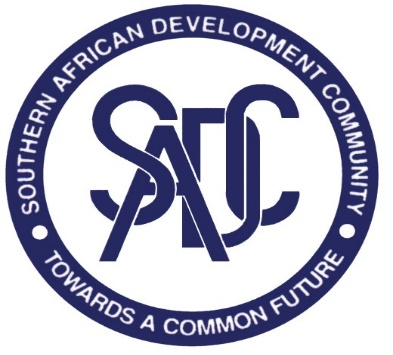 SOUTHERN AFRICAN DEVELOPMENT COMMUNITY
SADC
TOWARDS A COMMON FUTURE